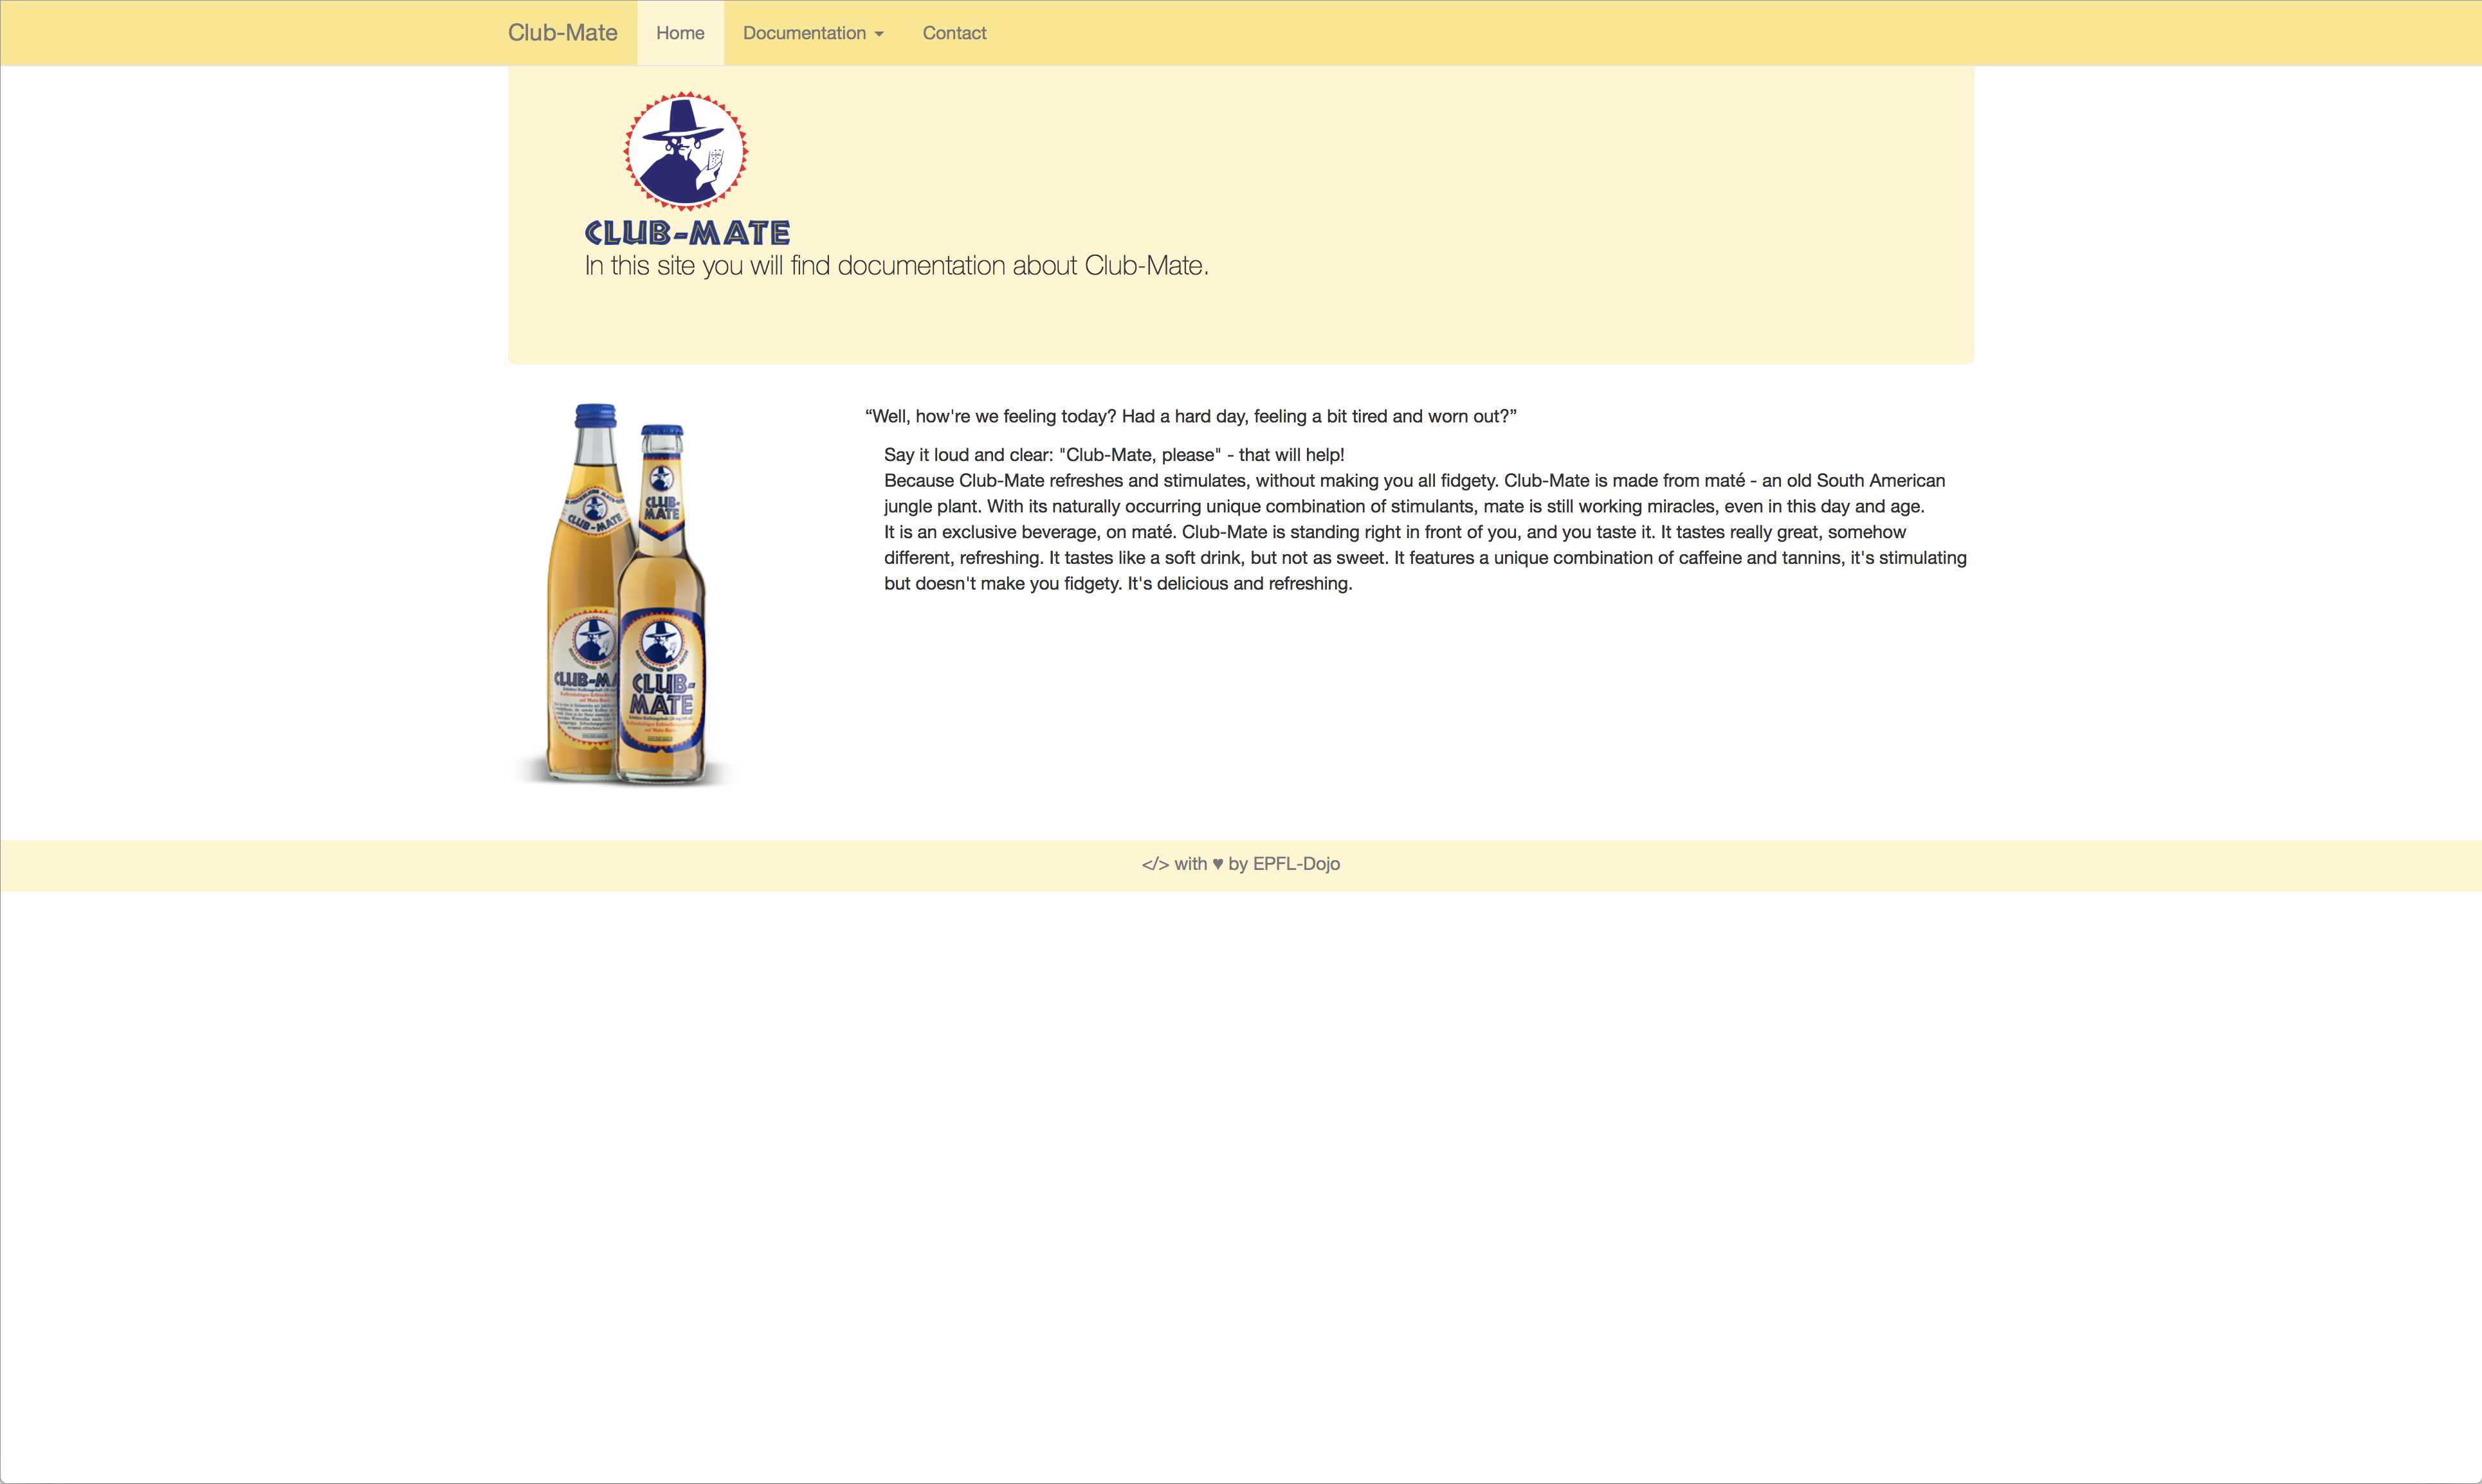 Club-Mate Home Documentation Contact
CLUB-MATE
In this site you will find documentation about Club-Mate.
“Well, how're we feeling today? Had a hard day, feeling a bit tired and worn out?”
Say it loud and clear: "Club-Mate, please" - that will help!
Because Club-Mate refreshes and stimulates, without making you all fidgety. Club-Mate is made from maté - an old South American
jungle plant. With its naturally occurring unique combination of stimulants, mate is still working miracles, even in this day and age.
It is an exclusive beverage, on maté. Club-Mate is standing right in front of you, and you taste it. It tastes really great, somehow
different, refreshing. It tastes like a soft drink, but not as sweet. It features a unique combination of caffeine and tannins, it's stimulating
but doesn't make you fidgety. It's delicious and refreshing.
CLUB-
MATE
CLUB-MATE
CLUB-MA
CLUB-
MATE
</> with ♥ by EPFL-Dojo